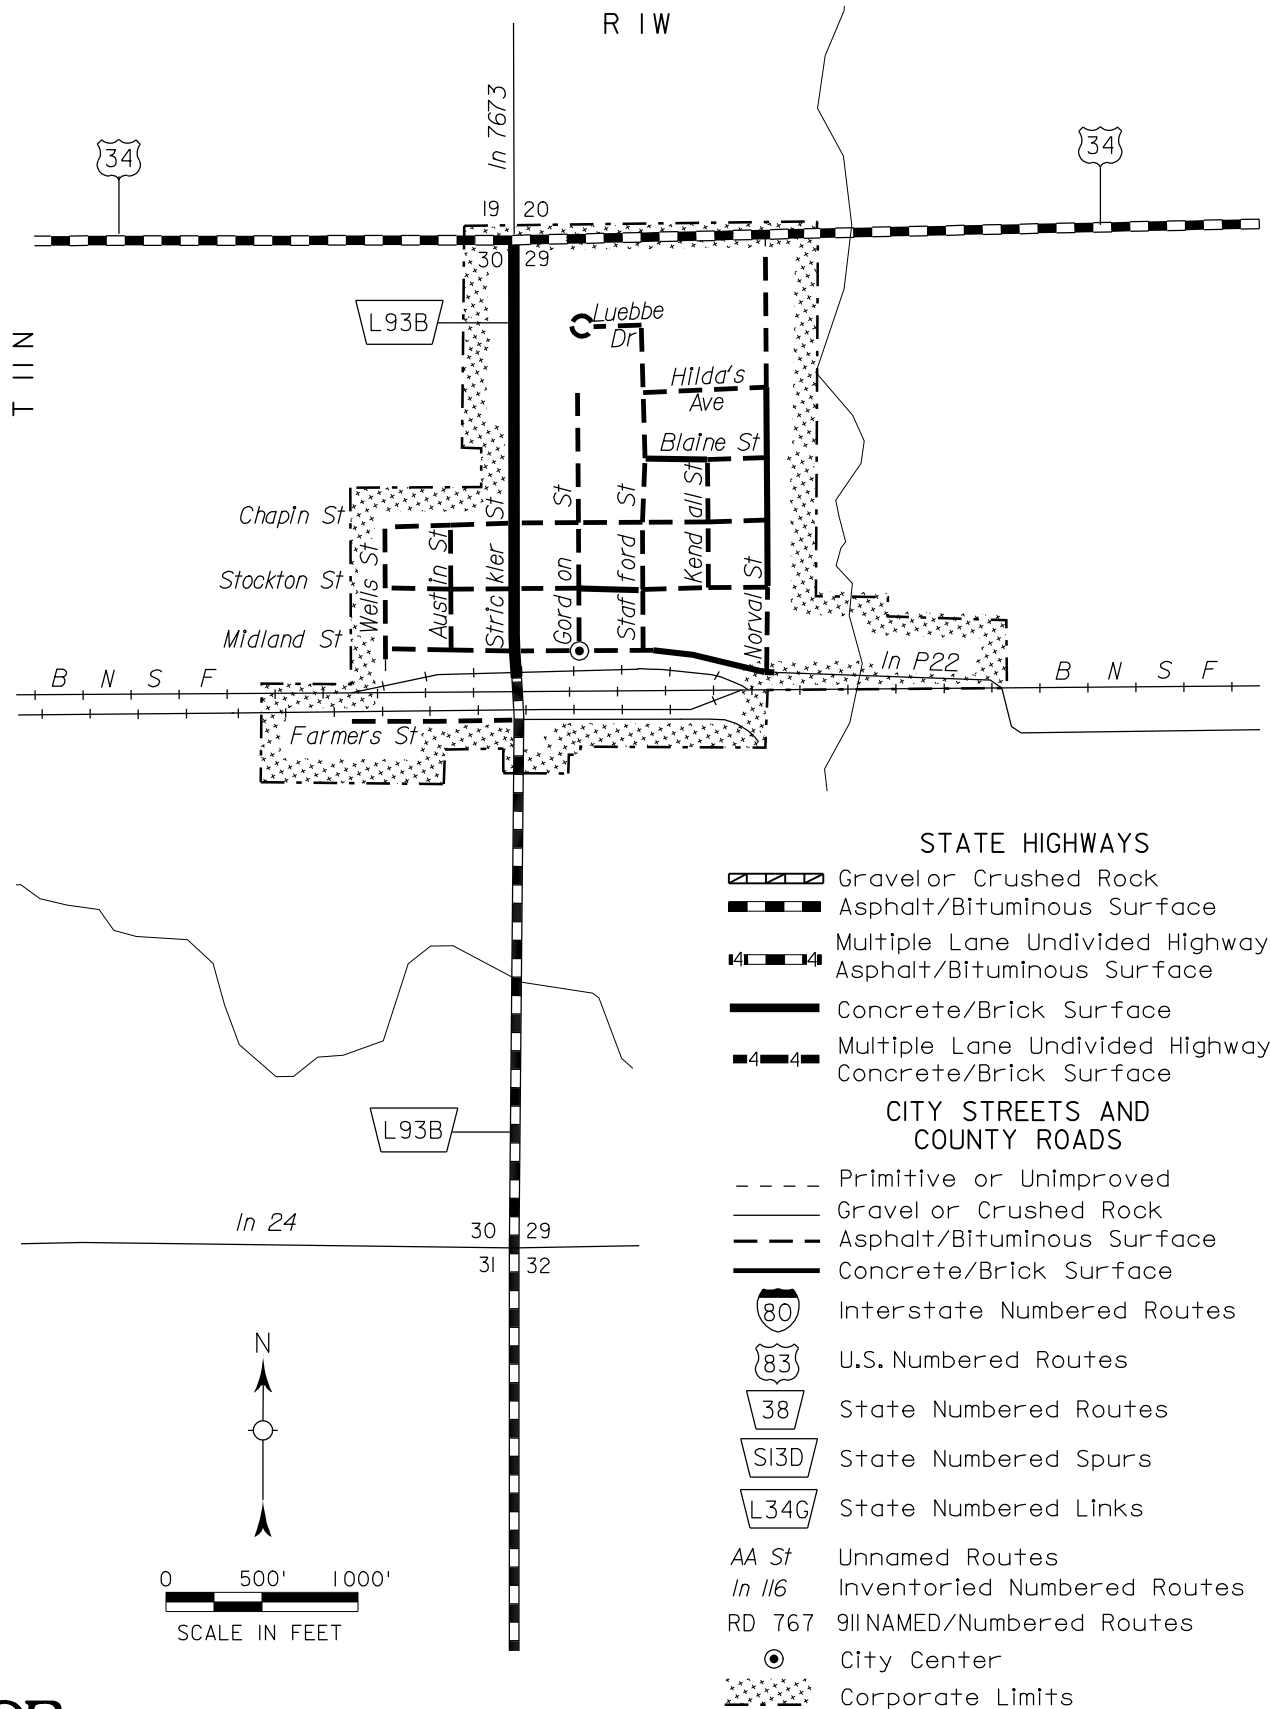 R 1W
In 7673
34
34
19 20
30 29
L93B
Luebbe
Dr
T 11N
Hilda's
Ave
Blaine St
Chapin St
Stockton St
Midland St
Wells St
Austin St
Strickler St
Gordon St
Stafford St
Kendall St
Norval St
In P22
B N S F
B N S F
Farmers St
L93B
In 24
30 29
31 32
N
0 500' 1000'
SCALE IN FEET
STATE HIGHWAYS
Gravel or Crushed Rock
Asphalt/Bituminous Surface
4 4 Multiple Lane Undivided Highway
Asphalt/Bituminous Surface
Concrete/Brick Surface
4 4 Multiple Lane Undivided Highway
Concrete/Brick Surface
CITY STREETS AND
COUNTY ROADS
Primitive or Unimproved
Gravel or Crushed Rock
Asphalt/Bituminous Surface
Concrete/Brick Surface
80 Interstate Numbered Routes
83 U.S. Numbered Routes
38 State Numbered Routes
S13D State Numbered Spurs
L34G State Numbered Links
AA St Unnamed Routes
In 116 Inventoried Numbered Routes
RD 767 911 NAMED/Numbered Routes
City Center
Corporate Limits